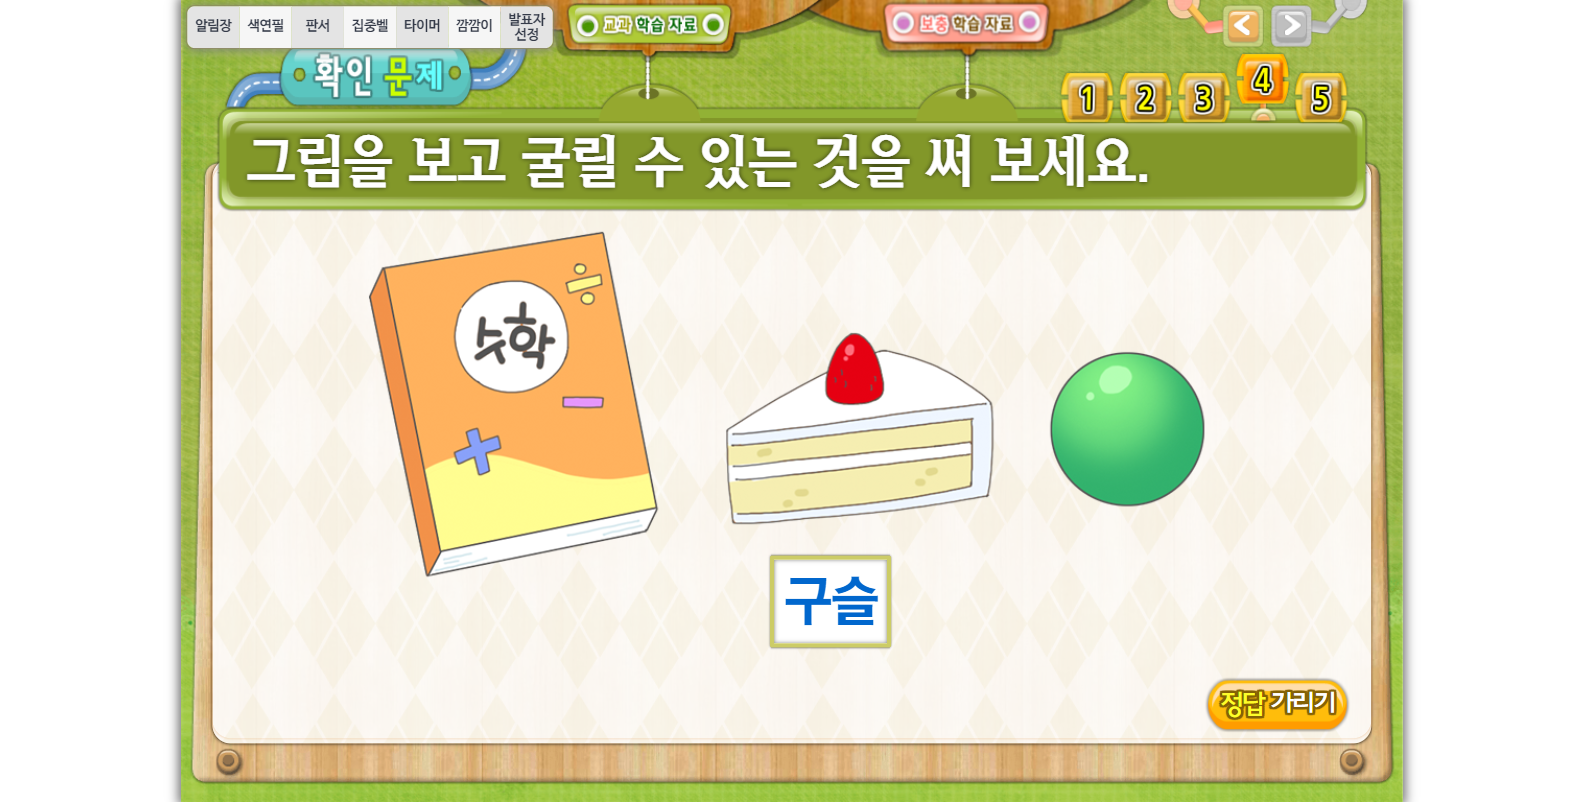 알림장 색연필 판서 집중벨 타이머 깜깜이 발표자 선정
교과 학습 자료
보충 학습 자료
확인 문제
1 2 3 4 5
그림을 보고 굴릴 수 있는 것을 써 보세요.
수학
구슬
정답 가리기